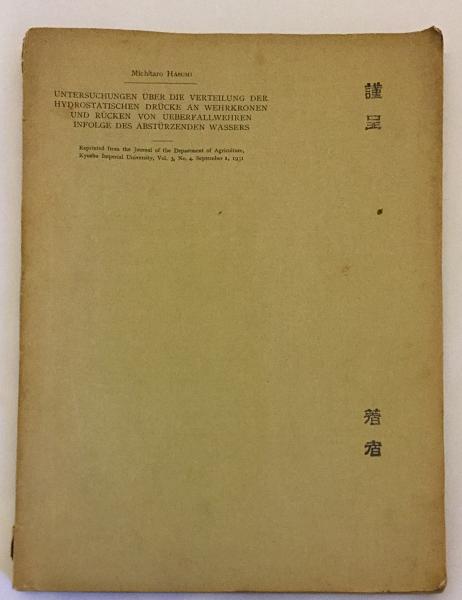 Michitaro HASUMI
UNTERSUCHUNGEN ÜBER DIE VERTEILUNG DER
HYDROSTATISCHEN DRÜCKE AN WEHRKRONEN
UND RÜCKEN VON UEBERFALLWEHREN
INFOLGE DES ABSTÜRZENDEN WASSERS
Reprinted from the Journal of the Department of Agriculture,
Kyushu Imperial University, Vol. 3, No. 4, September 1, 1931
謹呈
著者